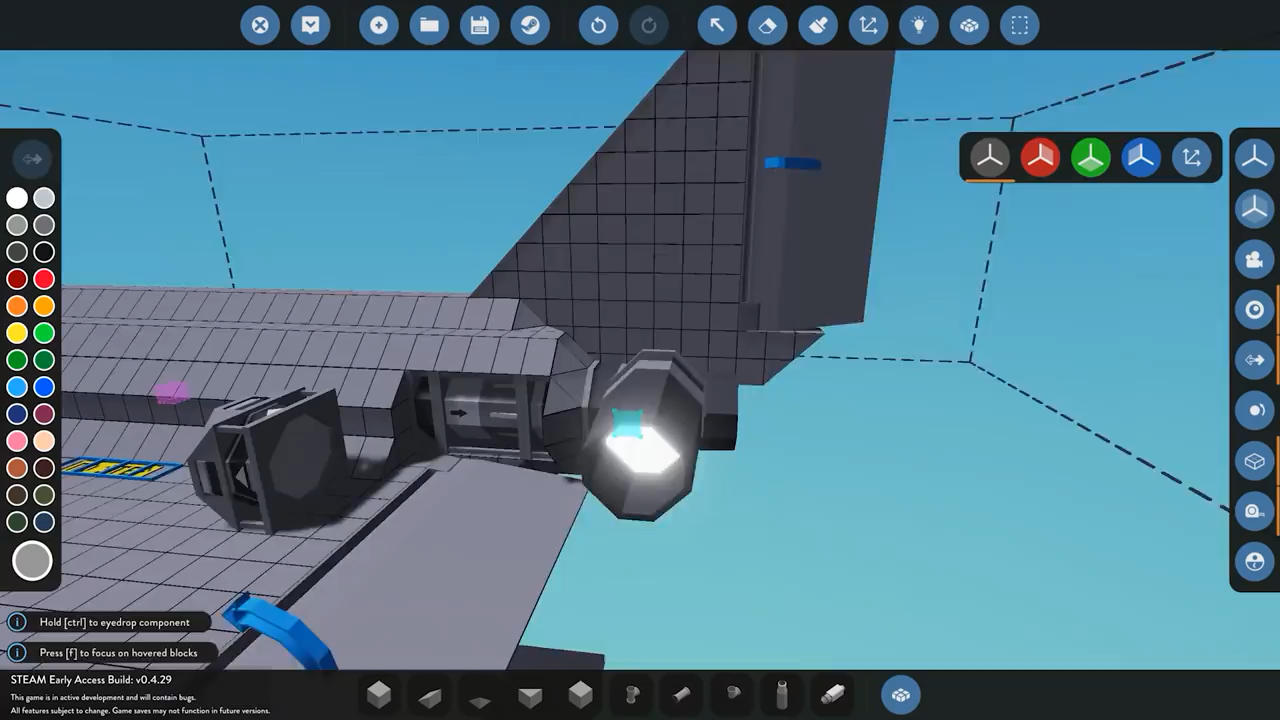 Hold [ctrl] to eyedrop component
Press [f] to focus on hovered blocks
STEAM Early Access Build: v0.4.29
This game is in active development and will contain bugs.
All features subject to change. Game saves may not function in future versions.